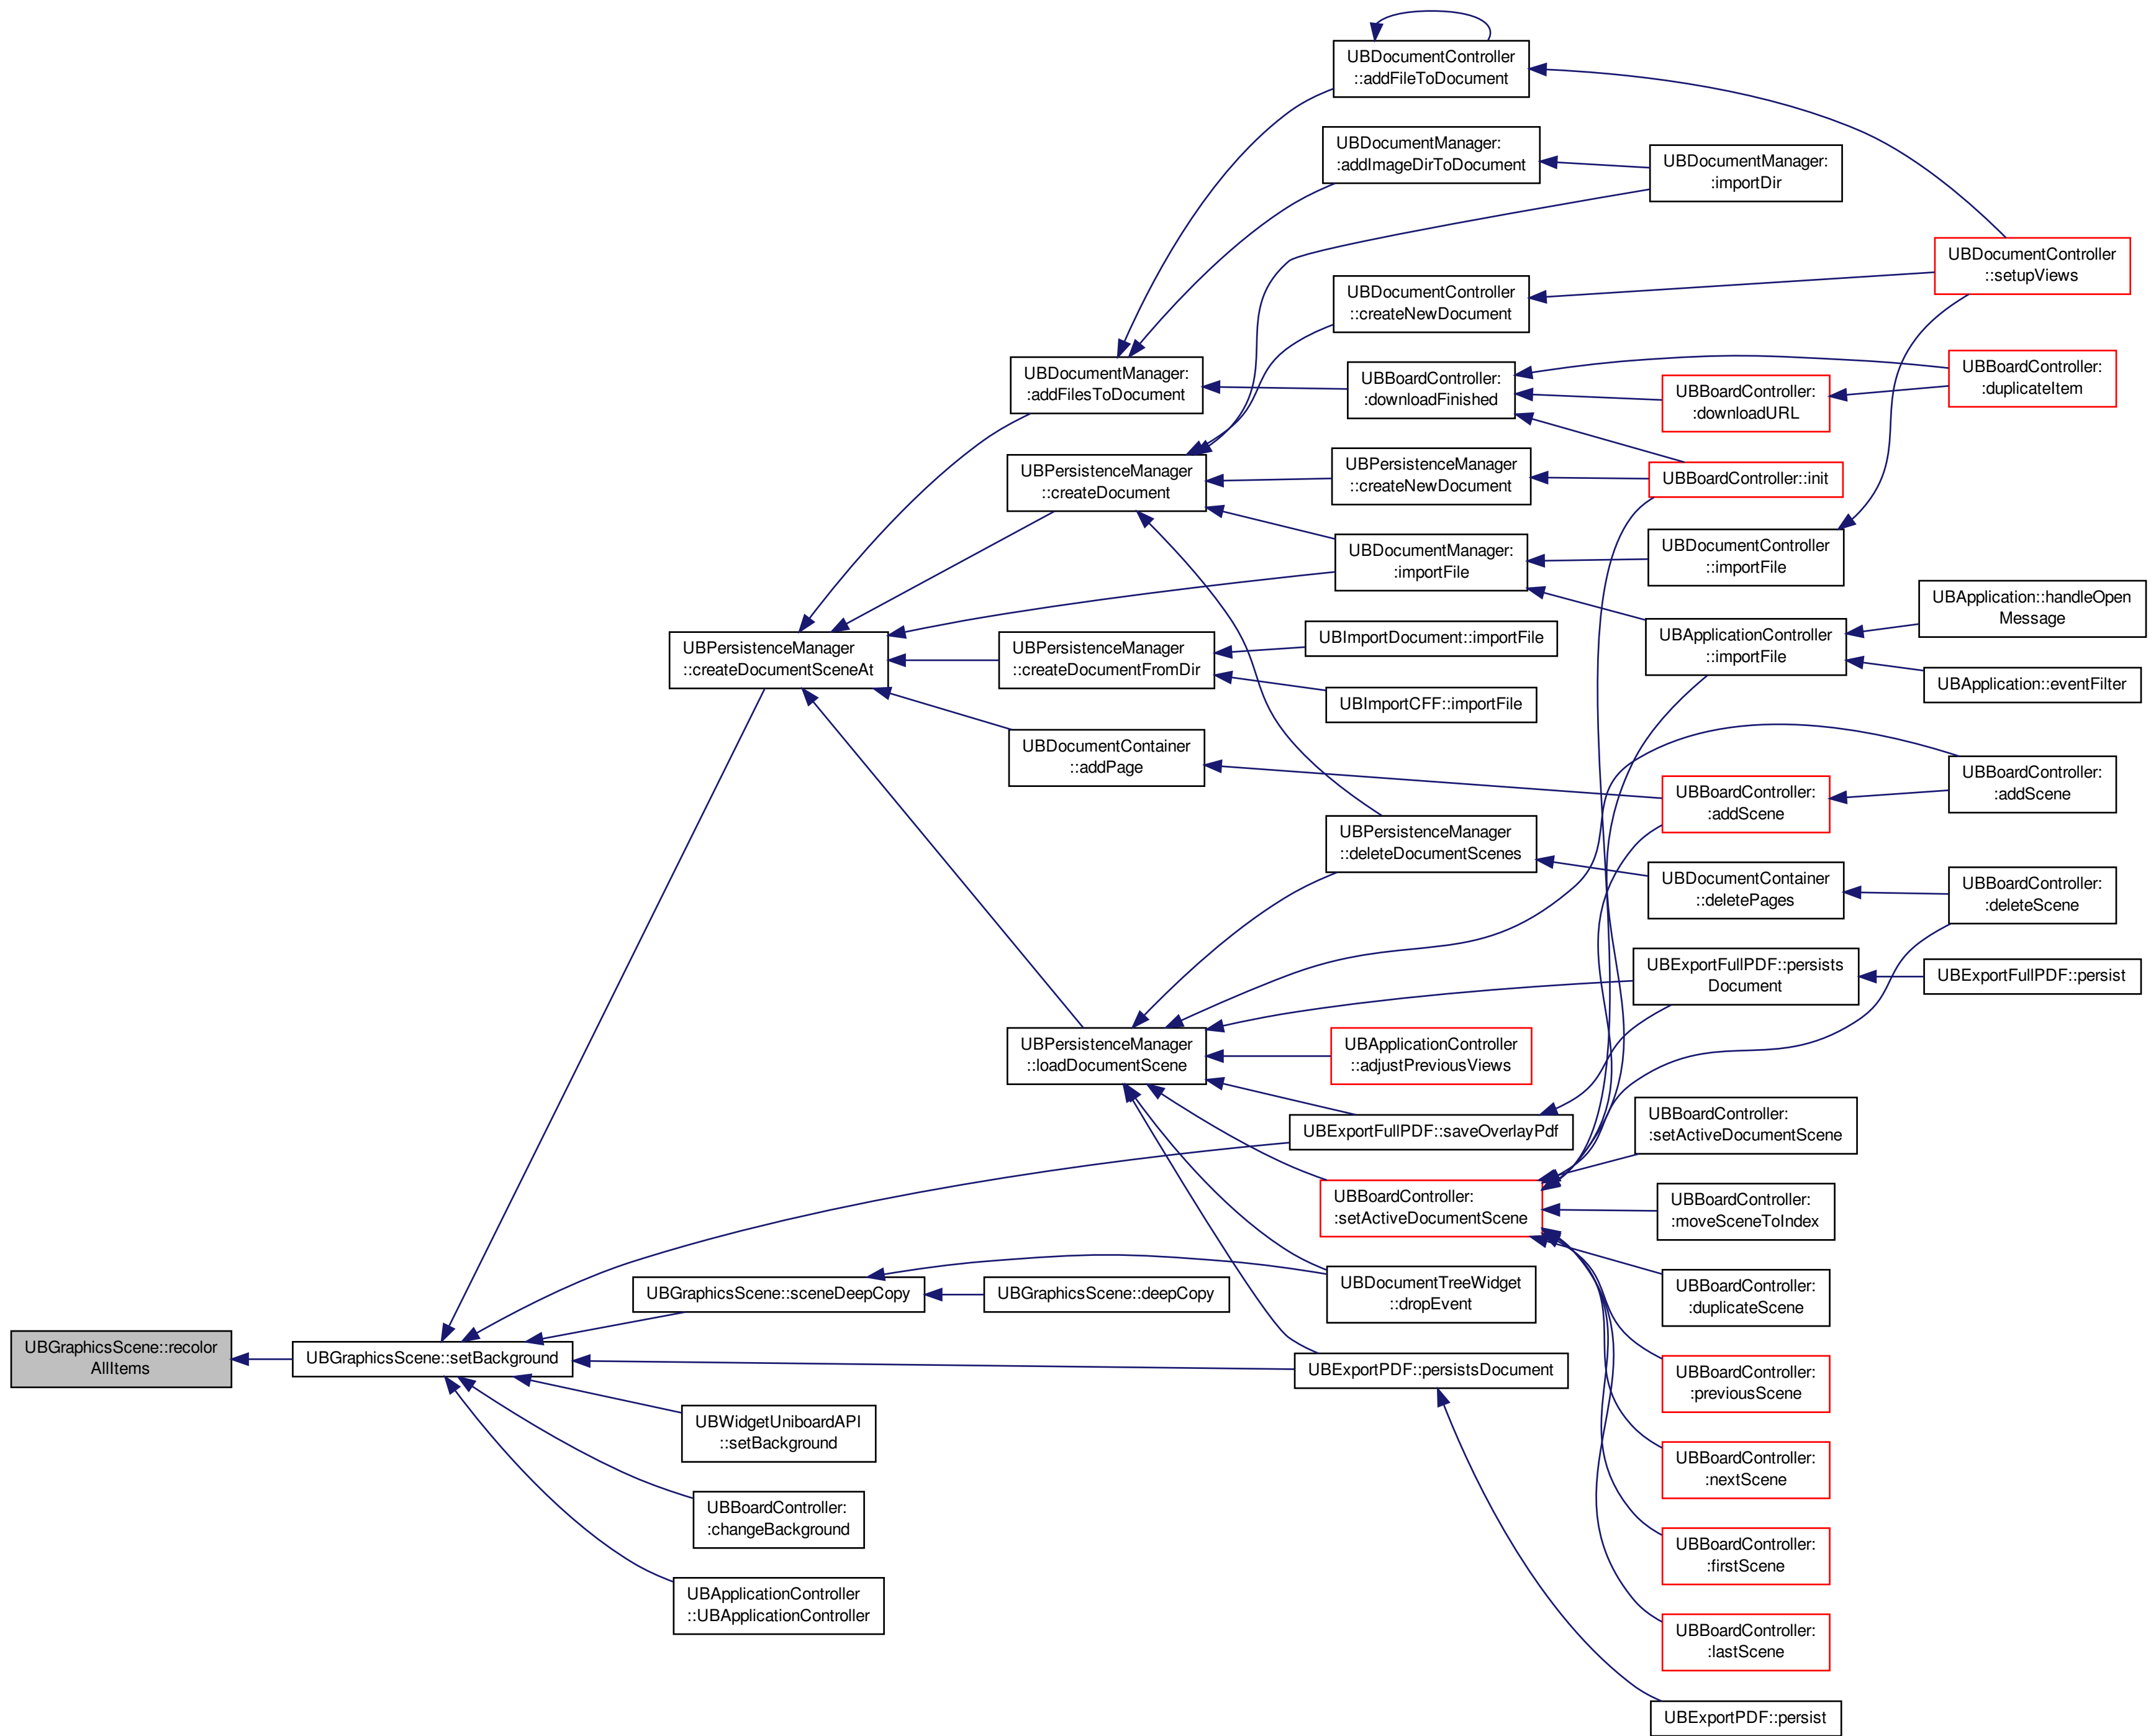 UBDocumentController
::addFileToDocument
UBDocumentManager:
:addImageDirToDocument
UBDocumentManager:
:importDir
UBDocumentController
::setupViews
UBDocumentController
::createNewDocument
UBDocumentManager:
:addFilesToDocument
UBBoardController:
:downloadFinished
UBBoardController:
:downloadURL
UBBoardController:
:duplicateItem
UBPersistenceManager
::createDocument
UBPersistenceManager
::createNewDocument
UBBoardController::init
UBDocumentManager:
:importFile
UBDocumentController
::importFile
UBApplication::handleOpen
Message
UBPersistenceManager
::createDocumentSceneAt
UBPersistenceManager
::createDocumentFromDir
UBImportDocument::importFile
UBApplicationController
::importFile
UBApplication::eventFilter
UBImportCFF::importFile
UBDocumentContainer
::addPage
UBBoardController:
:addScene
UBBoardController:
:addScene
UBPersistenceManager
::deleteDocumentScenes
UBDocumentContainer
::deletePages
UBBoardController:
:deleteScene
UBExportFullPDF::persists
Document
UBExportFullPDF::persist
UBPersistenceManager
::loadDocumentScene
UBApplicationController
::adjustPreviousViews
UBExportFullPDF::saveOverlayPdf
UBBoardController:
:setActiveDocumentScene
UBBoardController:
:setActiveDocumentScene
UBBoardController:
:moveSceneToIndex
UBGraphicsScene::sceneDeepCopy
UBGraphicsScene::deepCopy
UBDocumentTreeWidget
::dropEvent
UBBoardController:
:duplicateScene
UBGraphicsScene::recolor
AllItems
UBGraphicsScene::setBackground
UBExportPDF::persistsDocument
UBBoardController:
:previousScene
UBWidgetUniboardAPI
::setBackground
UBBoardController:
:nextScene
UBBoardController:
:changeBackground
UBBoardController:
:firstScene
UBApplicationController
::UBApplicationController
UBBoardController:
:lastScene
UBExportPDF::persist